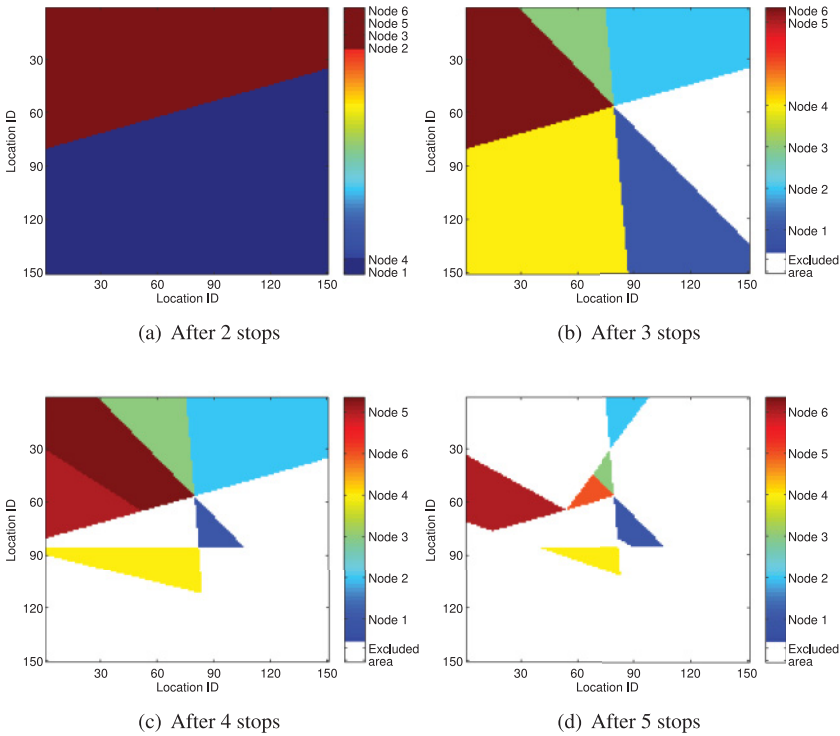 30
60
90
120
150
Location ID
30
60
90
120
150
Location ID
Node 6
Node 5
Node 3
Node 2
Node 4
Node 1
(a) After 2 stops
30
60
90
120
150
Location ID
30
60
90
120
150
Location ID
Node 6
Node 5
Node 4
Node 3
Node 2
Node 1
Excluded
area
(b) After 3 stops
30
60
90
120
150
Location ID
30
60
90
120
150
Location ID
Node 5
Node 6
Node 4
Node 3
Node 2
Node 1
Excluded
area
(c) After 4 stops
30
60
90
120
150
Location ID
30
60
90
120
150
Location ID
Node 6
Node 5
Node 4
Node 3
Node 2
Node 1
Excluded
area
(d) After 5 stops